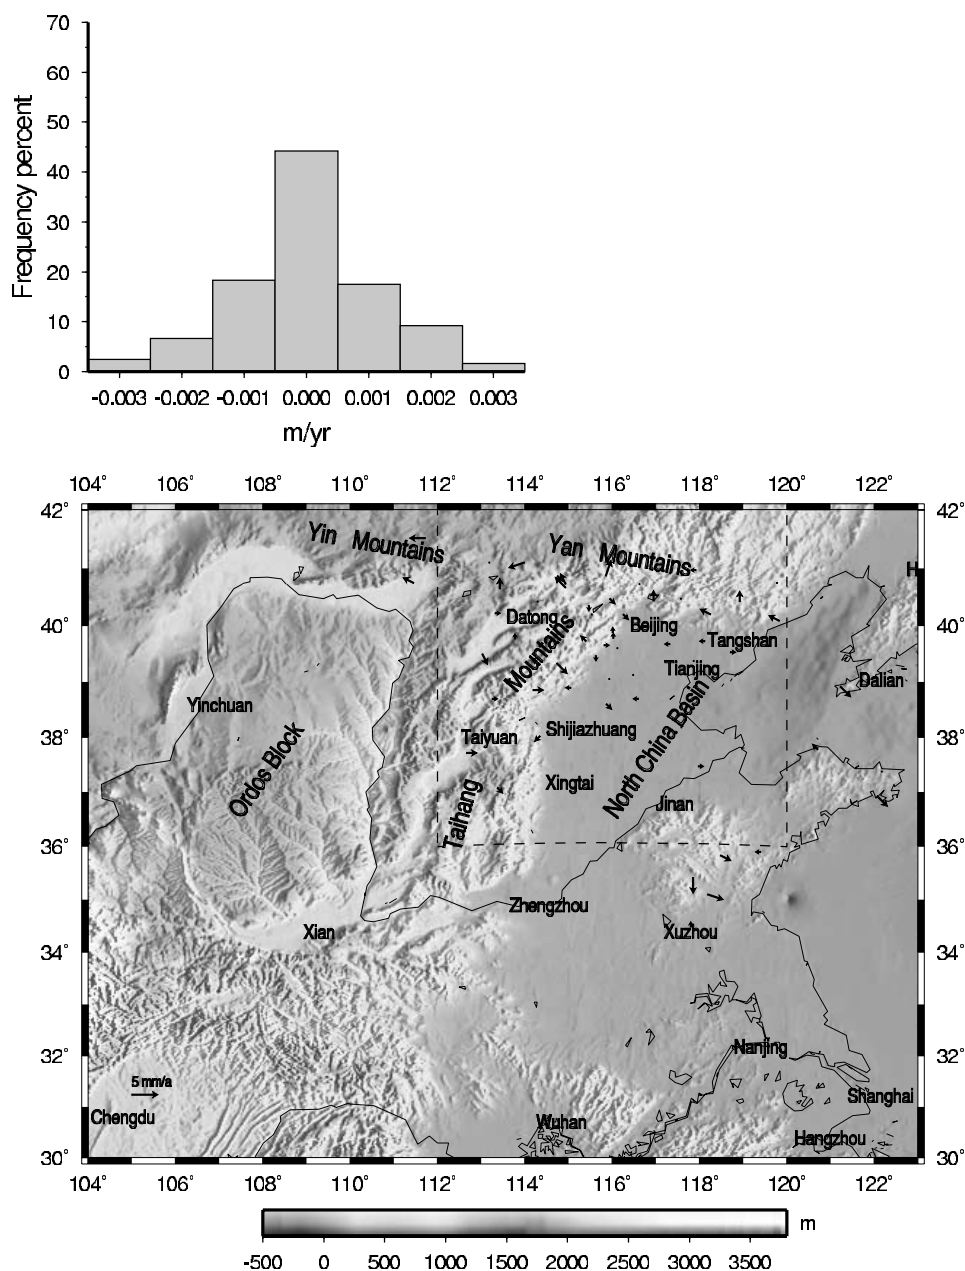 70
60
50
40
30
20
10
0
Frequency percent
-0.003 -0.002 -0.001 0.000 0.001 0.002 0.003
m/yr
104° 106° 108° 110° 112° 114° 116° 118° 120° 122°
42° 42°
Yin Mountains
Yan Mountains
H
40° 40°
Datong
Beijing
Tangshan
Mountains
Tianjing
Dalian
Yinchuan
38° 38°
Taiyuan
Shijiazhuang
Ordos Block
Xingtai
North China Basin
Jinan
Taihang
36° 36°
Zhengzhou
Xian
Xuzhou
34° 34°
32° 32°
Nanjing
5 mm/a
Chengdu
Shanghai
Wuhan
Hangzhou
30° 30°
104° 106° 108° 110° 112° 114° 116° 118° 120° 122°
m
-500 0 500 1000 1500 2000 2500 3000 3500